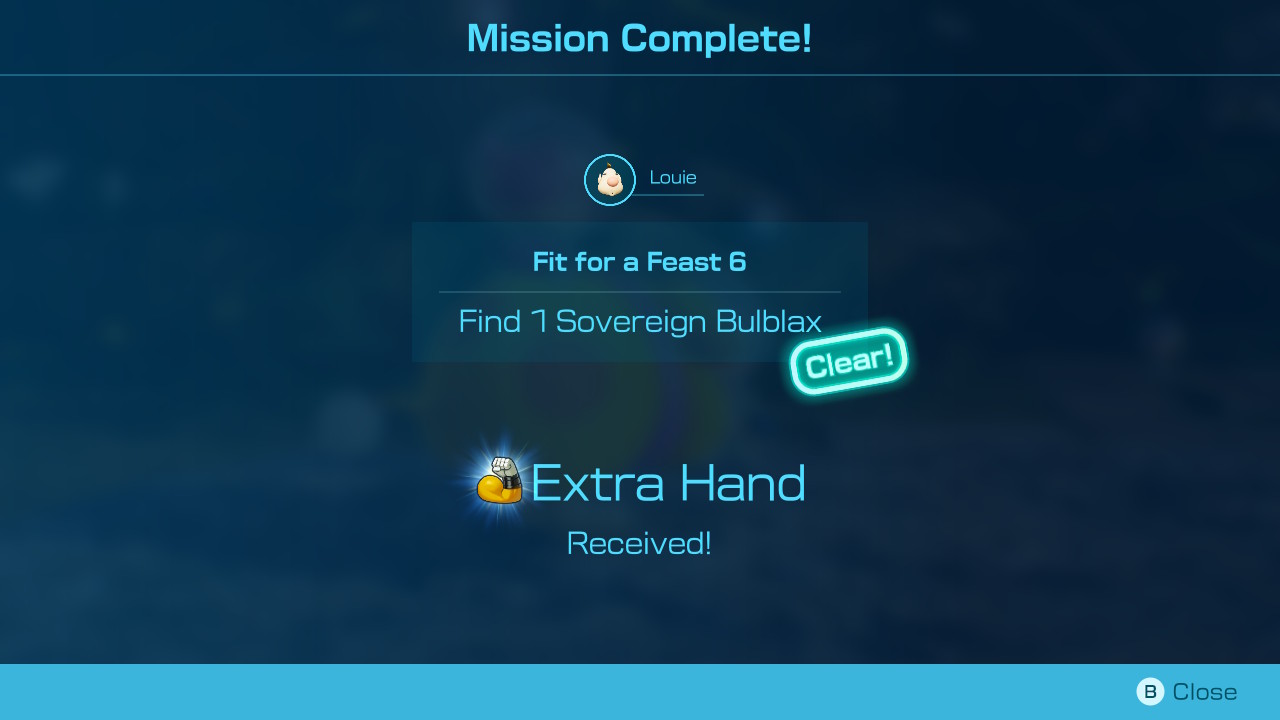 Mission Complete!
Louie
Fit for a Feast 6
Find 1 Sovereign Bulblax
Clear!
Extra Hand
Received!
B Close